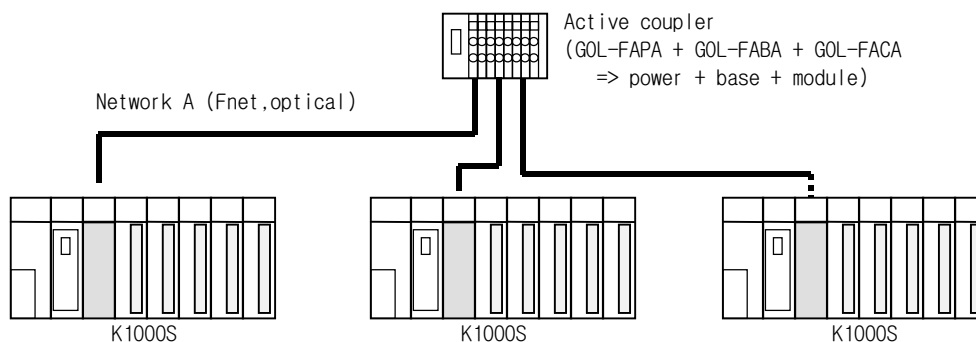 Active coupler
(GOL-FAPA + GOL-FABA + GOL-FACA
=> power + base + module)
Network A (Fnet,optical)
K1000S
K1000S
K1000S